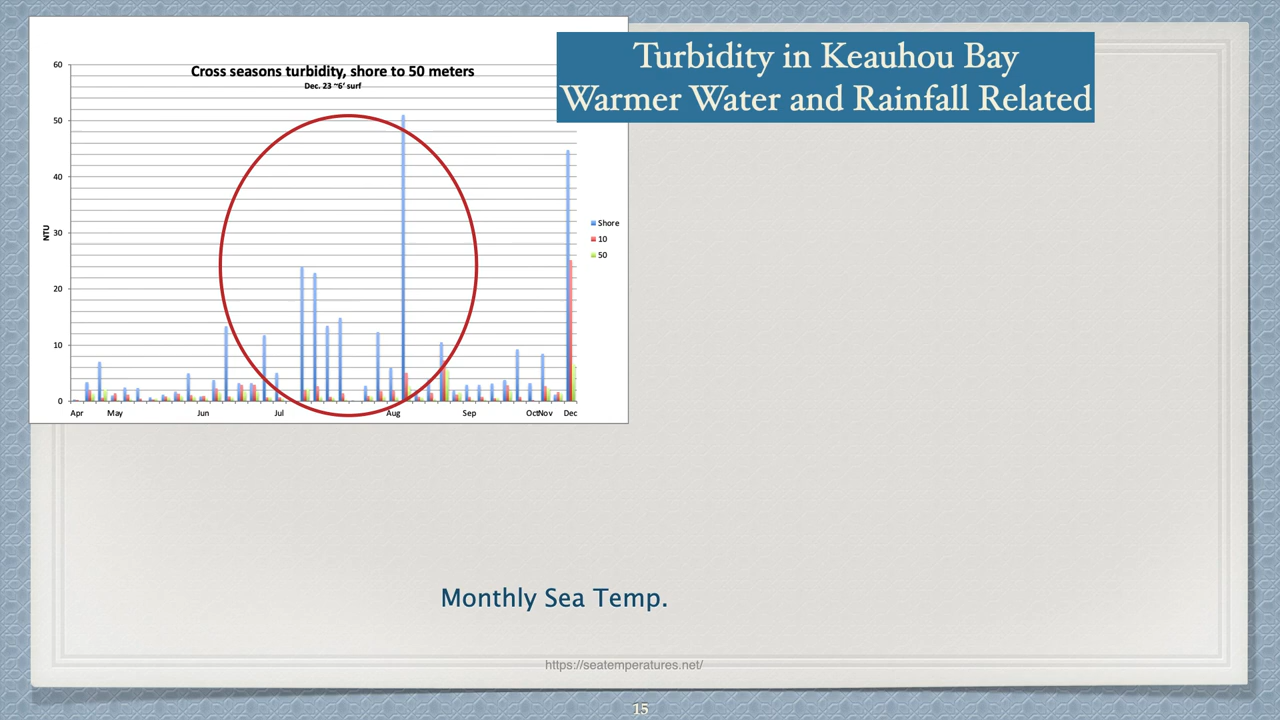 Turbidity in Keauhou Bay
Warmer Water and Rainfall Related
Cross seasons turbidity, shore to 50 meters
Dec. 23 ~6' surf
60
50
40
30
20
10
0
NTU
Apr May Jun Jul Aug Sep OctNov Dec
Shore
10
50
Monthly Sea Temp.
https://seatemperatures.net/
15